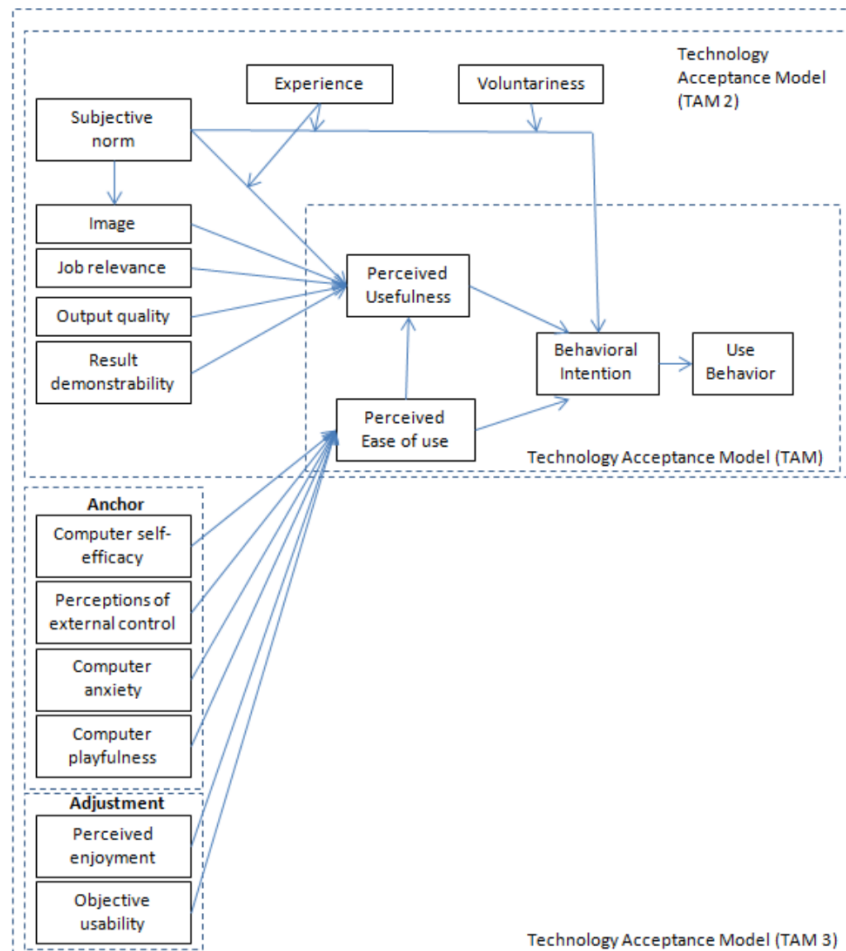 Technology
Acceptance Model
(TAM 2)
Experience
Voluntariness
Subjective
norm
Image
Job relevance
Output quality
Result
demonstrability
Perceived
Usefulness
Behavioral
Intention
Use
Behavior
Perceived
Ease of use
Technology Acceptance Model (TAM)
Anchor
Computer self-
efficacy
Perceptions of
external control
Computer
anxiety
Computer
playfulness
Adjustment
Perceived
enjoyment
Objective
usability
Technology Acceptance Model (TAM 3)